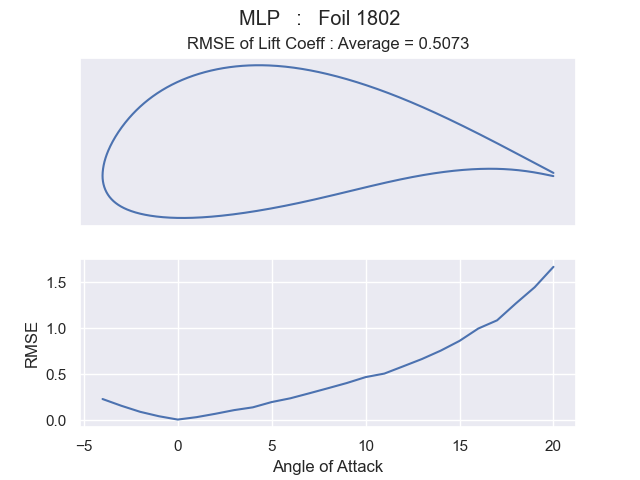 MLP : Foil 1802
RMSE of Lift Coeff : Average = 0.5073
1.5
1.0
0.5
0.0
RMSE
−5 0 5 10 15 20
Angle of Attack